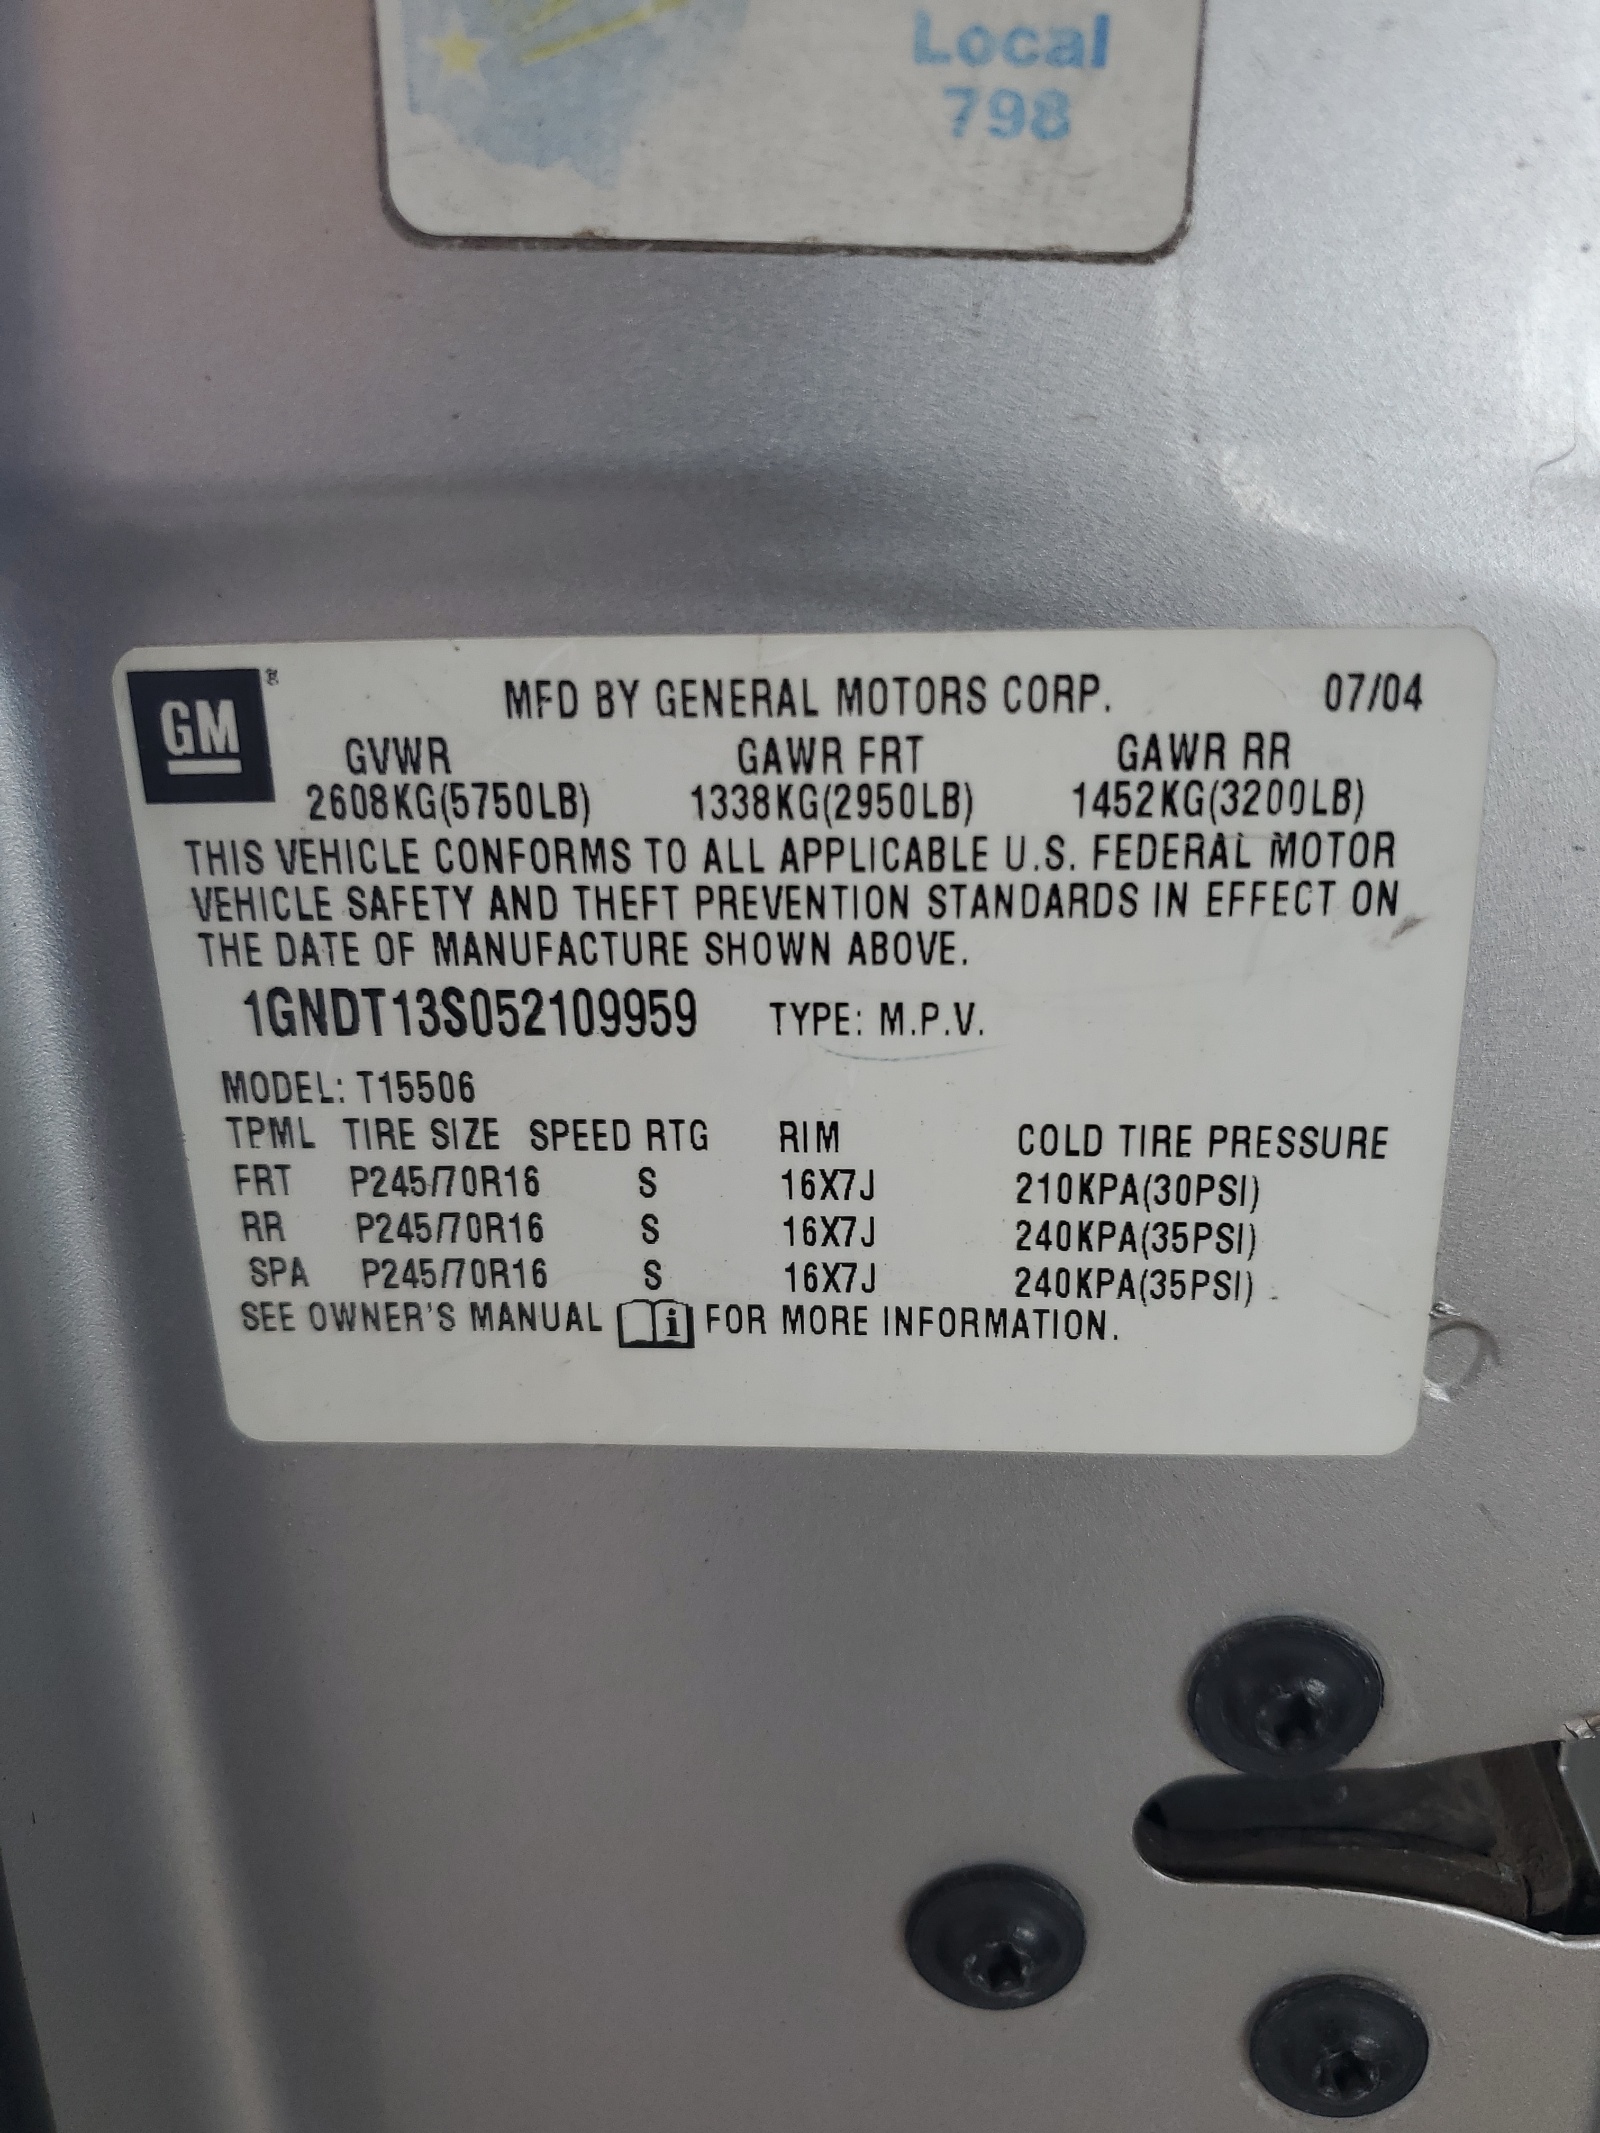 Local
798
GM
MFD BY GENERAL MOTORS CORP. 07/04
GVWR GAWR FRT GAWR RR
2608KG(5750LB) 1338KG(2950LB) 1452KG(3200LB)
THIS VEHICLE CONFORMS TO ALL APPLICABLE U.S. FEDERAL MOTOR
VEHICLE SAFETY AND THEFT PREVENTION STANDARDS IN EFFECT ON
THE DATE OF MANUFACTURE SHOWN ABOVE.
1GNDT13S052109959 TYPE: M.P.V.
MODEL: T15506
TPML TIRE SIZE SPEED RTG RIM COLD TIRE PRESSURE
FRT P245/70R16 S 16X7J 210KPA(30PSI)
RR P245/70R16 S 16X7J 240KPA(35PSI)
SPA P245/70R16 S 16X7J 240KPA(35PSI)
SEE OWNER'S MANUAL i FOR MORE INFORMATION.